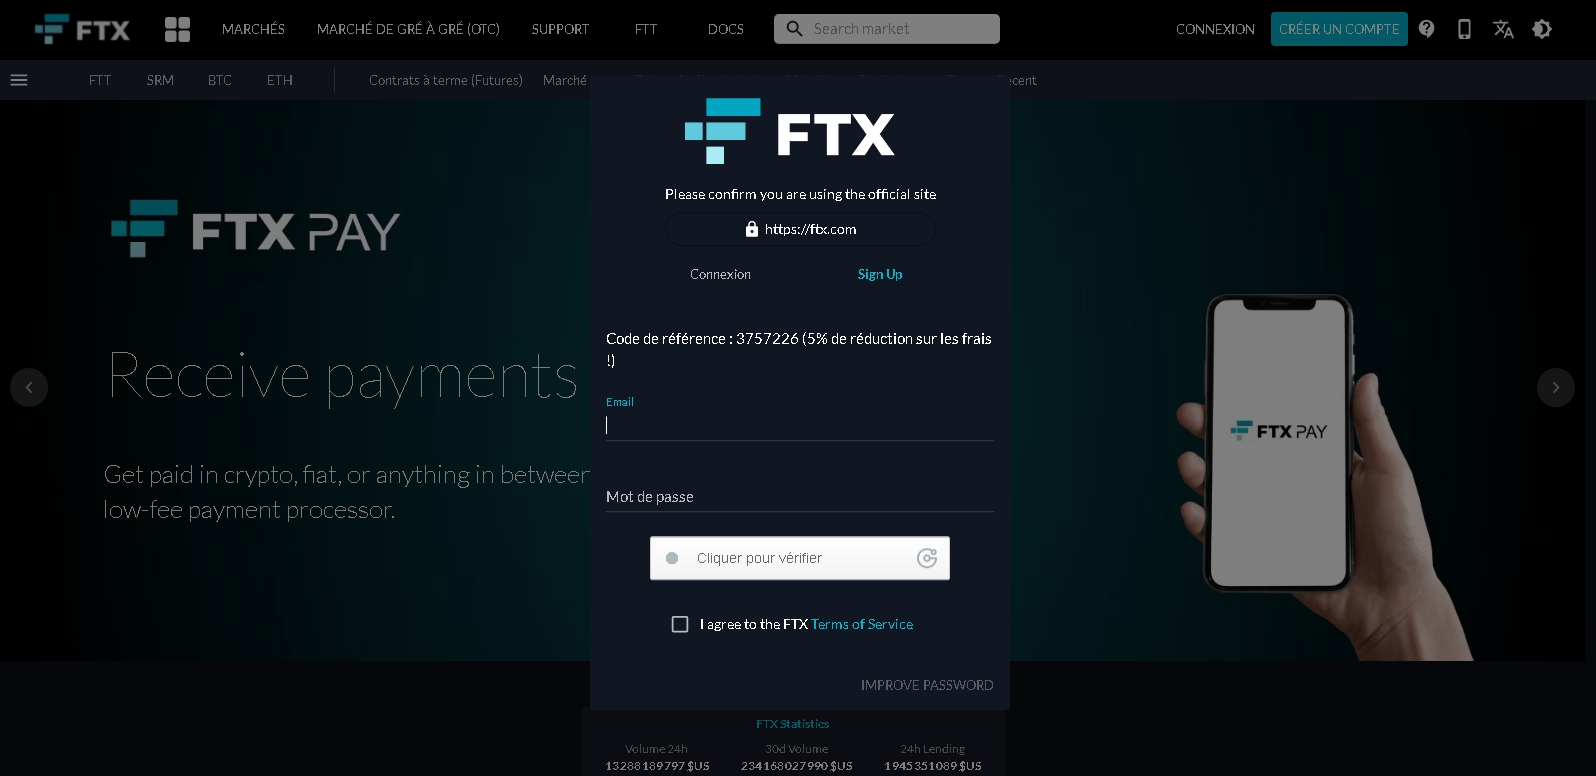 FTX
MARCHÉS
MARCHÉ DE GRÉ À GRÉ (OTC)
SUPPORT
FTT
DOCS
Search market
CONNEXION
CRÉER UN COMPTE
FTT
SRM
BTC
ETH
Contrats à terme (Futures)
Marché
FTX
Please confirm you are using the official site
https://ftx.com
Connexion
Sign Up
Code de référence : 3757226 (5% de réduction sur les frais
!)
Email
Mot de passe
Cliquer pour vérifier
I agree to the FTX Terms of Service
IMPROVE PASSWORD
FTX PAY
Receive payments
Get paid in crypto, fiat, or anything in between
low-fee payment processor.
FTX PAY
FTX Statistics
Volume 24h
30d Volume
24h Lending
13288189797 $US
234168027990 $US
1945351089 $US